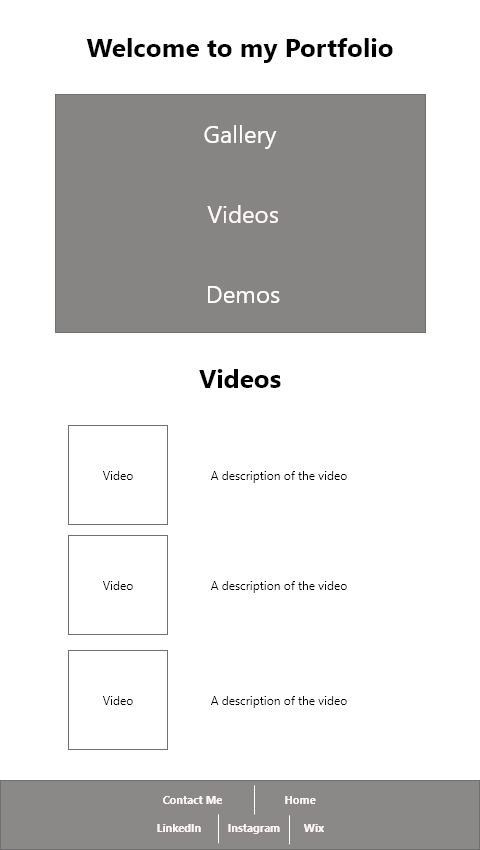 Welcome to my Portfolio
Gallery
Videos
Demos
Videos
Video
A description of the video
Video
A description of the video
Video
A description of the video
Contact Me Home
LinkedIn Instagram Wix